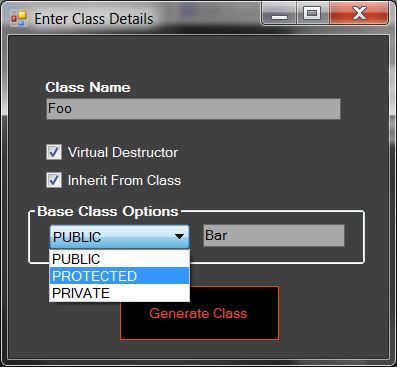 Enter Class Details
Class Name
Foo
Virtual Destructor
Inherit From Class
Base Class Options
PUBLIC
Bar
PUBLIC
PROTECTED
PRIVATE
Generate Class